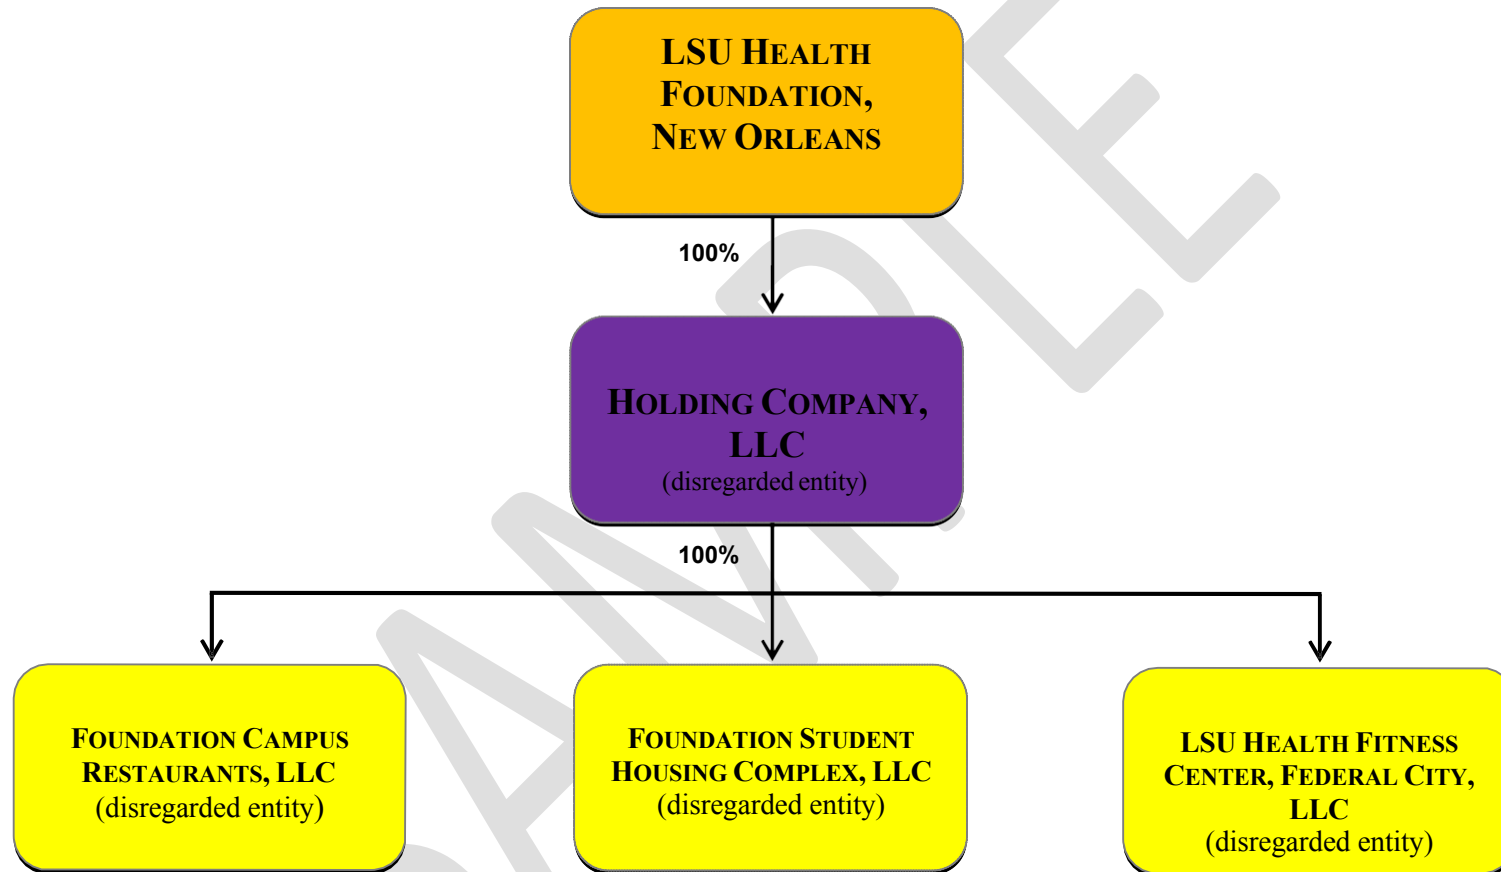 LSU HEALTH
FOUNDATION,
NEW ORLEANS
100%
HOLDING COMPANY,
LLC
(disregarded entity)
100%
FOUNDATION CAMPUS
RESTAURANTS, LLC
(disregarded entity)
FOUNDATION STUDENT
HOUSING COMPLEX, LLC
(disregarded entity)
LSU HEALTH FITNESS
CENTER, FEDERAL CITY,
LLC
(disregarded entity)
SAMPLE